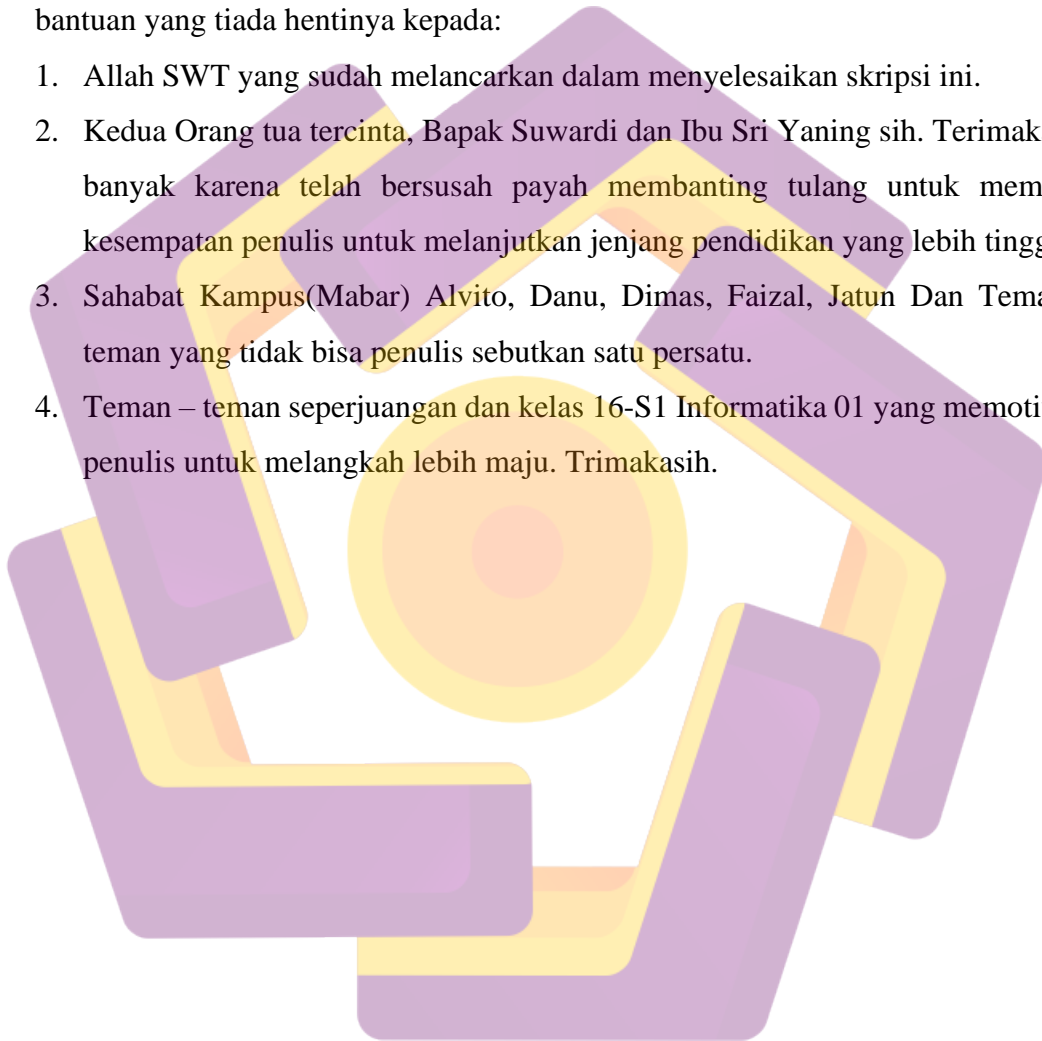 bantuan yang tiada hentinya kepada:
1. Allah SWT yang sudah melancarkan dalam menyelesaikan skripsi ini.
2. Kedua Orang tua tercinta, Bapak Suwardi dan Ibu Sri Yaning sih. Terimak
banyak karena telah bersusah payah membanting tulang untuk mem
kesempatan penulis untuk melanjutkan jenjang pendidikan yang lebih tingg
3. Sahabat Kampus(Mabar) Alvito, Danu, Dimas, Faizal, Jatun Dan Tema
teman yang tidak bisa penulis sebutkan satu persatu.
4. Teman – teman seperjuangan dan kelas 16-S1 Informatika 01 yang memoti
penulis untuk melangkah lebih maju. Trimakasih.